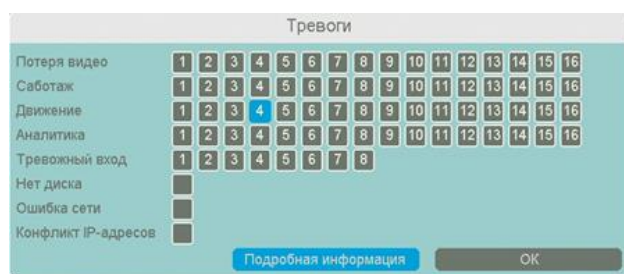 Тревоги
Потеря видео 1 2 3 4 5 6 7 8 9 10 11 12 13 14 15 16
Саботаж 1 2 3 4 5 6 7 8 9 10 11 12 13 14 15 16
Движение 1 2 3 4 5 6 7 8 9 10 11 12 13 14 15 16
Аналитика 1 2 3 4 5 6 7 8 9 10 11 12 13 14 15 16
Тревожный вход 1 2 3 4 5 6 7 8
Нет диска
Ошибка сети
Конфликт IP-адресов
Подробная информация ОК